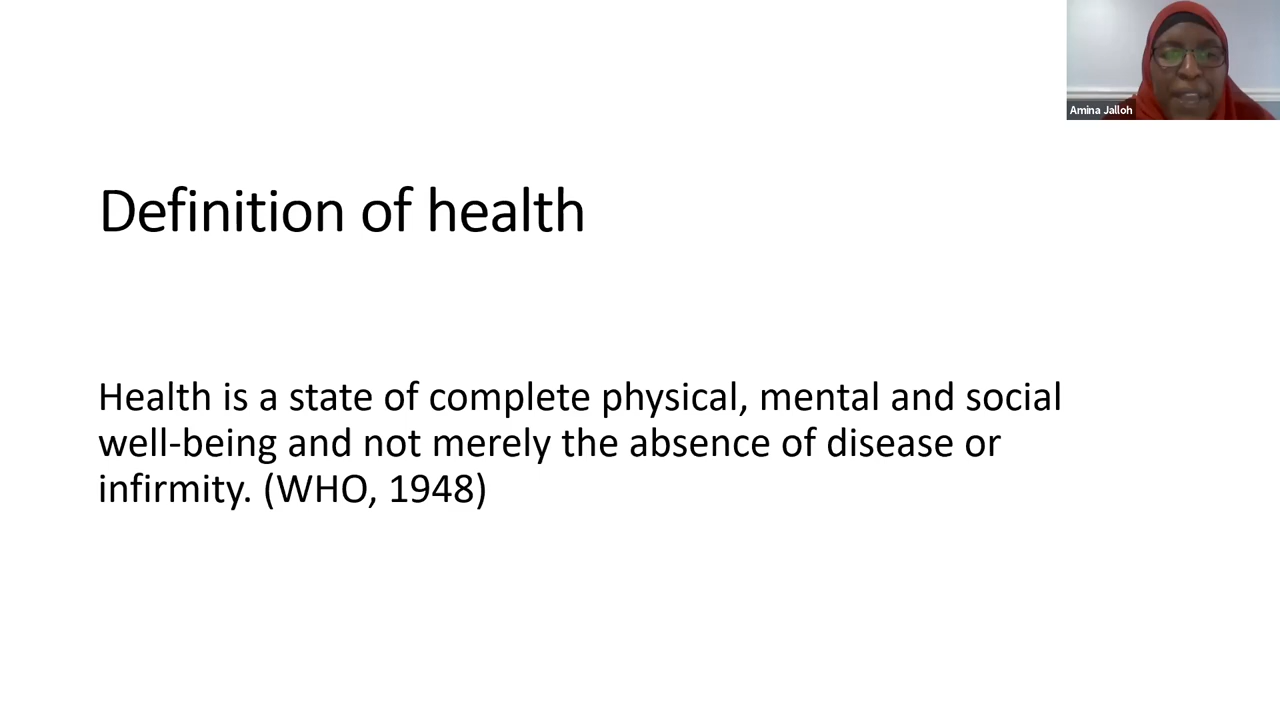 Amina Jalloh
Definition of health
Health is a state of complete physical, mental and social
well-being and not merely the absence of disease or
infirmity. (WHO, 1948)